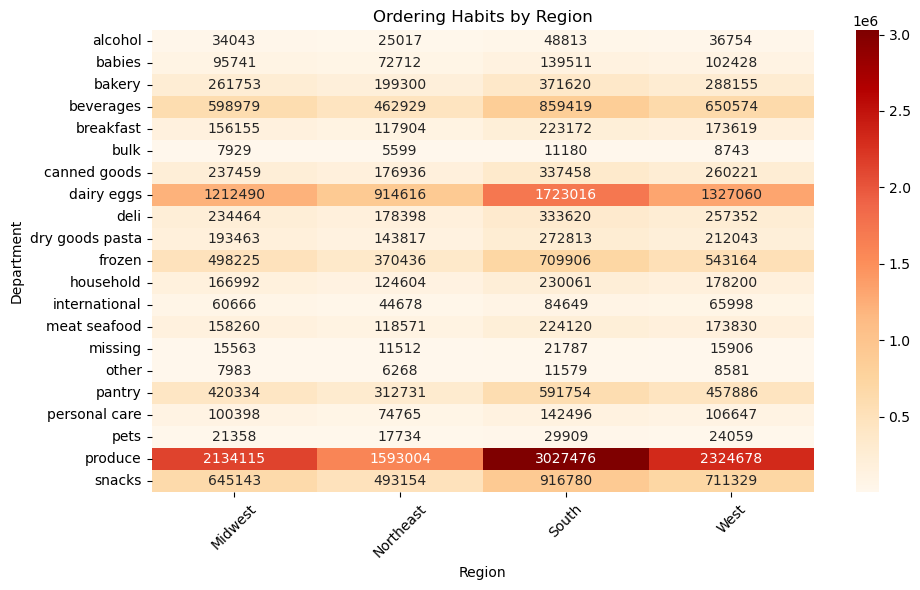 Ordering Habits by Region
1e6
alcohol 34043 25017 48813 36754
babies 95741 72712 139511 102428
bakery 261753 199300 371620 288155
beverages 598979 462929 859419 650574
breakfast 156155 117904 223172 173619
bulk 7929 5599 11180 8743
canned goods 237459 176936 337458 260221
dairy eggs 1212490 914616 1723016 1327060
deli 234464 178398 333620 257352
dry goods pasta 193463 143817 272813 212043
frozen 498225 370436 709906 543164
household 166992 124604 230061 178200
international 60666 44678 84649 65998
meat seafood 158260 118571 224120 173830
missing 15563 11512 21787 15906
other 7983 6268 11579 8581
pantry 420334 312731 591754 457886
personal care 100398 74765 142496 106647
pets 21358 17734 29909 24059
produce 2134115 1593004 3027476 2324678
snacks 645143 493154 916780 711329
Department
Midwest Northeast South West
Region
3.0
2.5
2.0
1.5
1.0
0.5